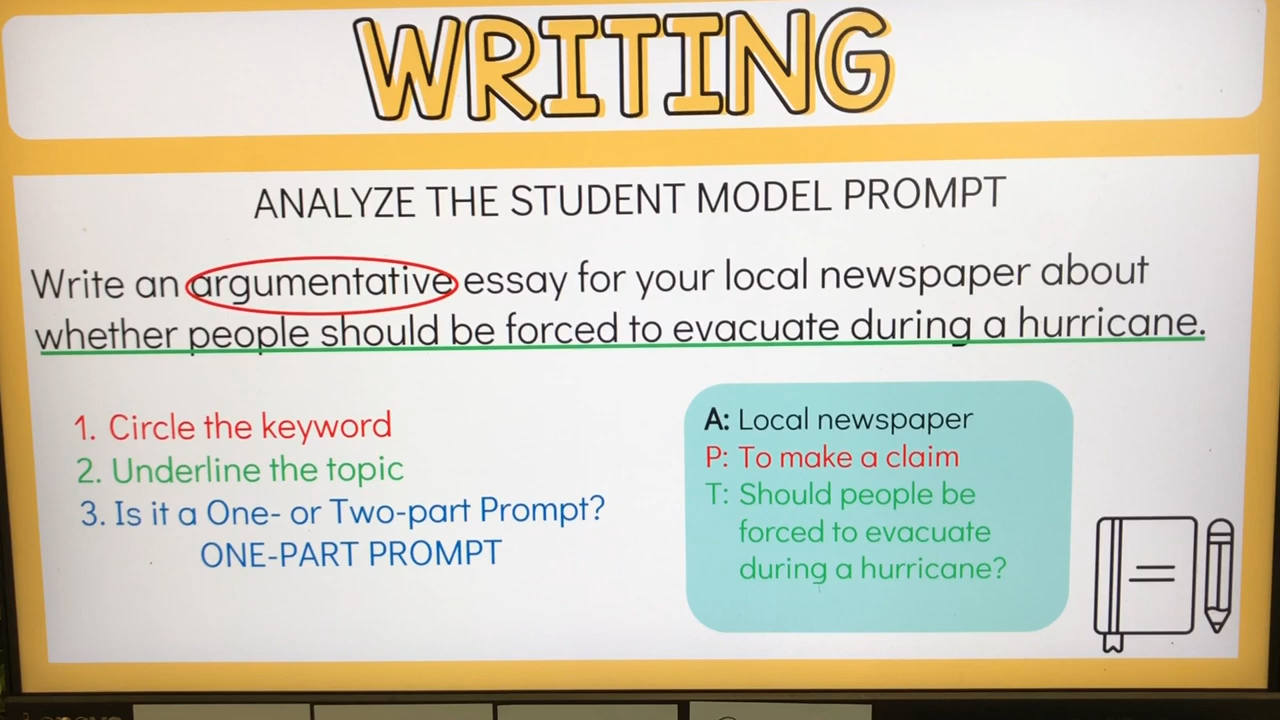 WRITING
ANALYZE THE STUDENT MODEL PROMPT
Write an argumentative essay for your local newspaper about
whether people should be forced to evacuate during a hurricane.
1. Circle the keyword
2. Underline the topic
3. Is it a One- or Two-part Prompt?
ONE-PART PROMPT
A: Local newspaper
P: To make a claim
T: Should people be
forced to evacuate
during a hurricane?